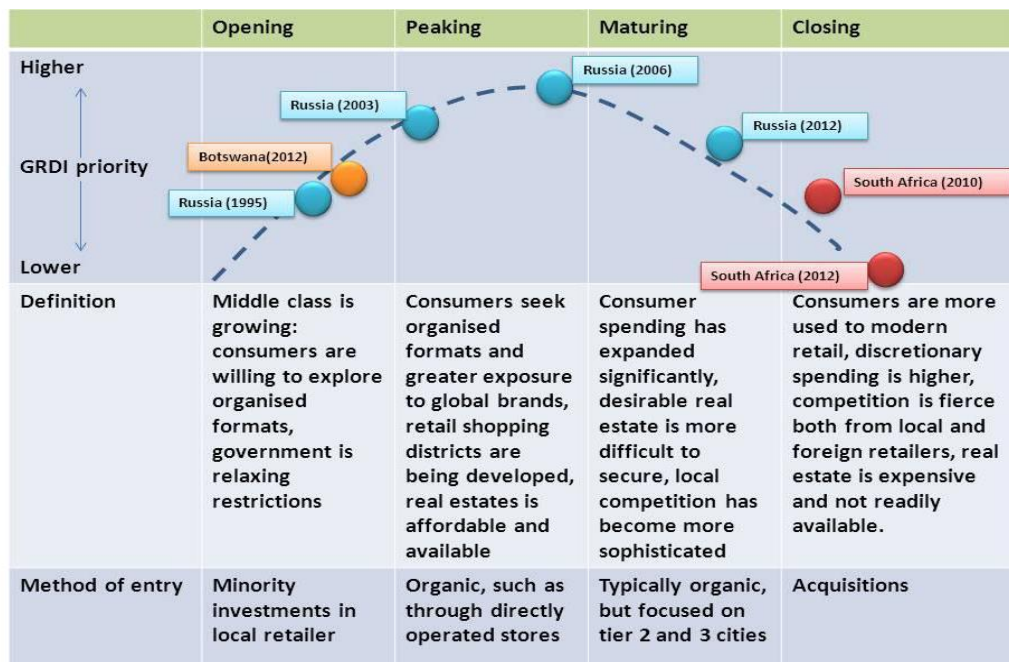 Opening
Peaking
Maturing
Closing
Higher
GRDI priority
Lower
Russia (1995)
Botswana(2012)
Russia (2003)
Russia (2006)
Russia (2012)
South Africa (2010)
South Africa (2012)
Definition
Middle class is
growing:
consumers are
willing to explore
organised
formats,
government is
relaxing
restrictions
Consumers seek
organised
formats and
greater exposure
to global brands,
retail shopping
districts are
being developed,
real estates is
affordable and
available
Consumer
spending has
expanded
significantly,
desirable real
estate is more
difficult to
secure, local
competition has
become more
sophisticated
Consumers are more
used to modern
retail, discretionary
spending is higher,
competition is fierce
both from local and
foreign retailers, real
estate is expensive
and not readily
available.
Method of entry
Minority
investments in
local retailer
Organic, such as
through directly
operated stores
Typically organic,
but focused on
tier 2 and 3 cities
Acquisitions